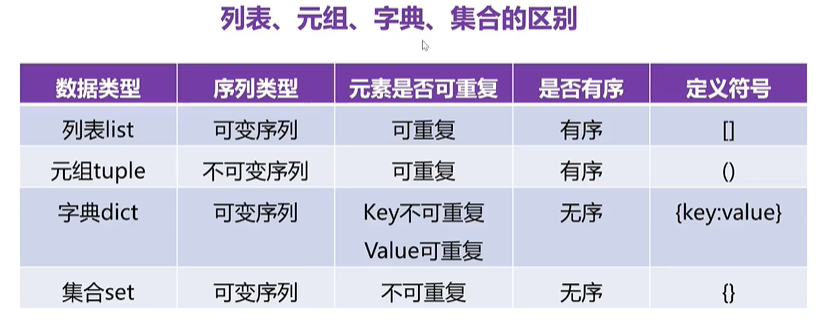 列表、元组、字典、集合的区别
数据类型 序列类型 元素是否可重复 是否有序 定义符号
列表list 可变序列 可重复 有序 []
元组tuple 不可变序列 可重复 有序 ()
字典dict 可变序列 Key不可重复 无序 {key:value}
Value可重复
集合set 可变序列 不可重复 无序 {}